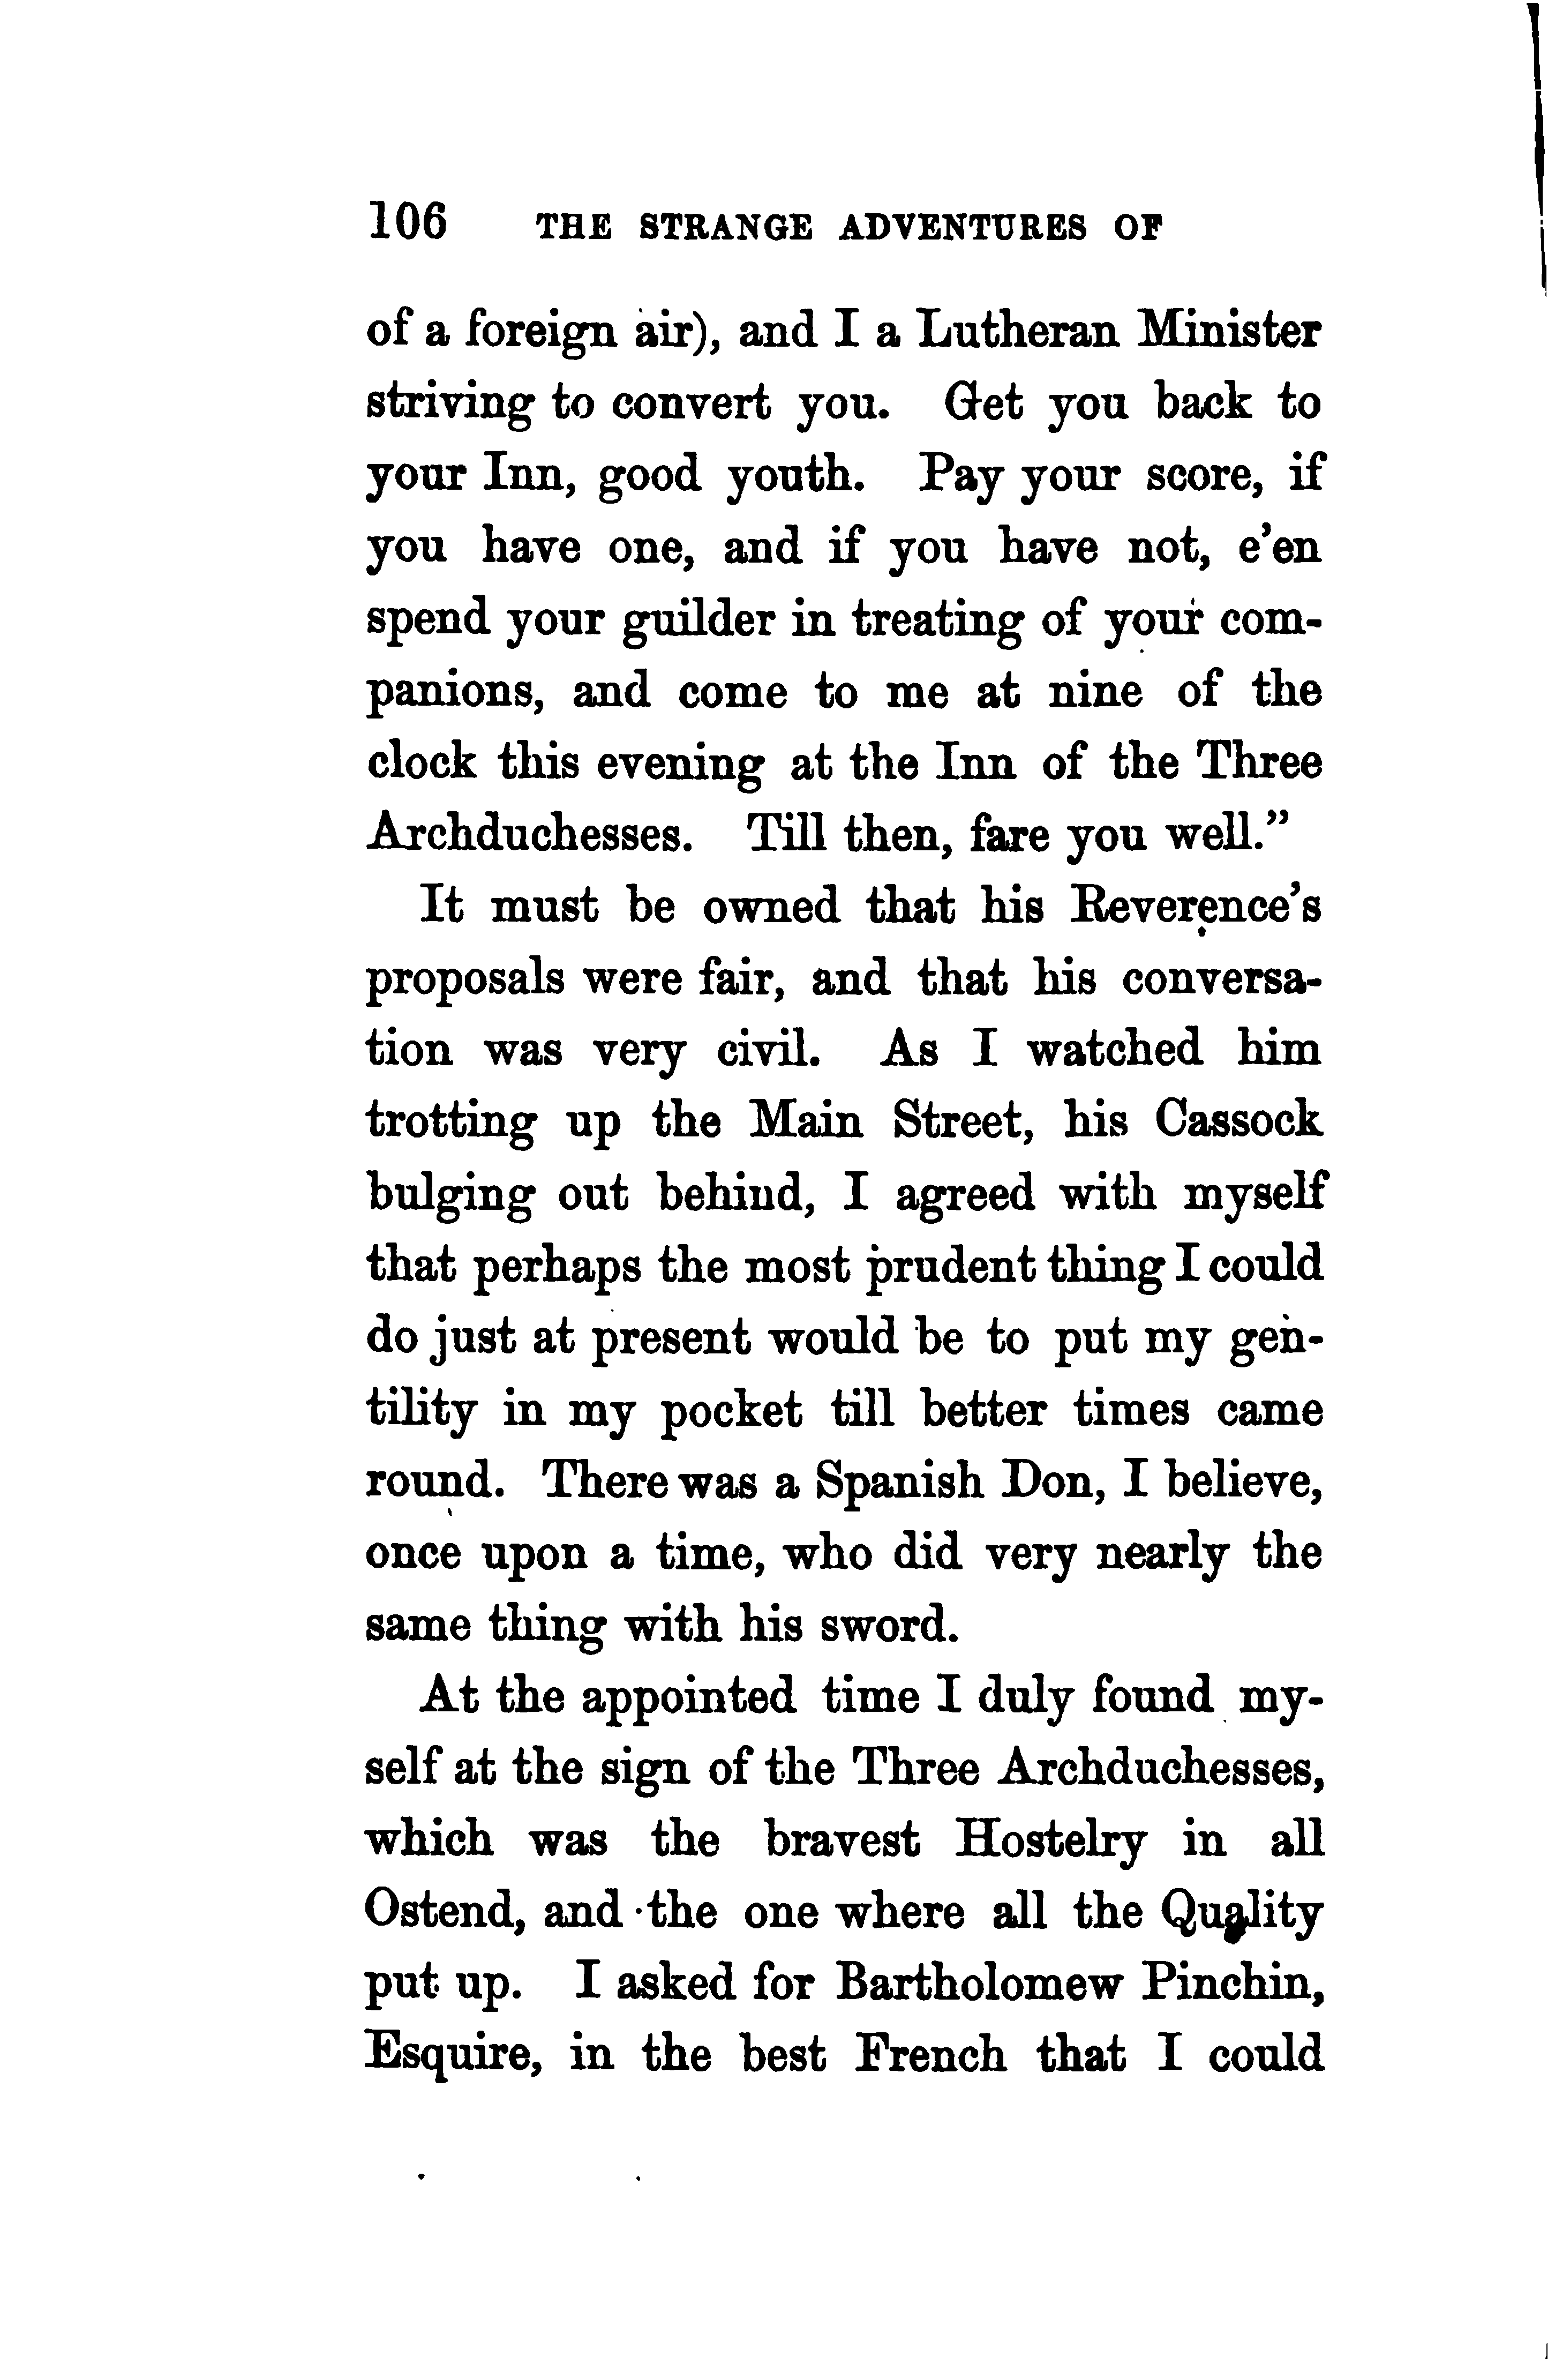 106 THE STRANGE ADVENTURES OF
of a foreign air), and I a Lutheran Minister
striving to convert you. Get you back to
your Inn, good youth. Pay your score, if
you have one, and if you have not, e'en
spend your guilder in treating of your com-
panions, and come to me at nine of the
clock this evening at the Inn of the Three
Archduchesses. Till then, fare you well."
It must be owned that his Reverence's
proposals were fair, and that his conversa-
tion was very civil. As I watched him
trotting up the Main Street, his Cassock
bulging out behind, I agreed with myself
that perhaps the most prudent thing I could
do just at present would be to put my gen-
tility in my pocket till better times came
round. There was a Spanish Don, I believe,
once upon a time, who did very nearly the
same thing with his sword.
At the appointed time I duly found my-
self at the sign of the Three Archduchesses,
which was the bravest Hostelry in all
Ostend, and the one where all the Quality
put up. I asked for Bartholomew Pinchin,
Esquire, in the best French that I could